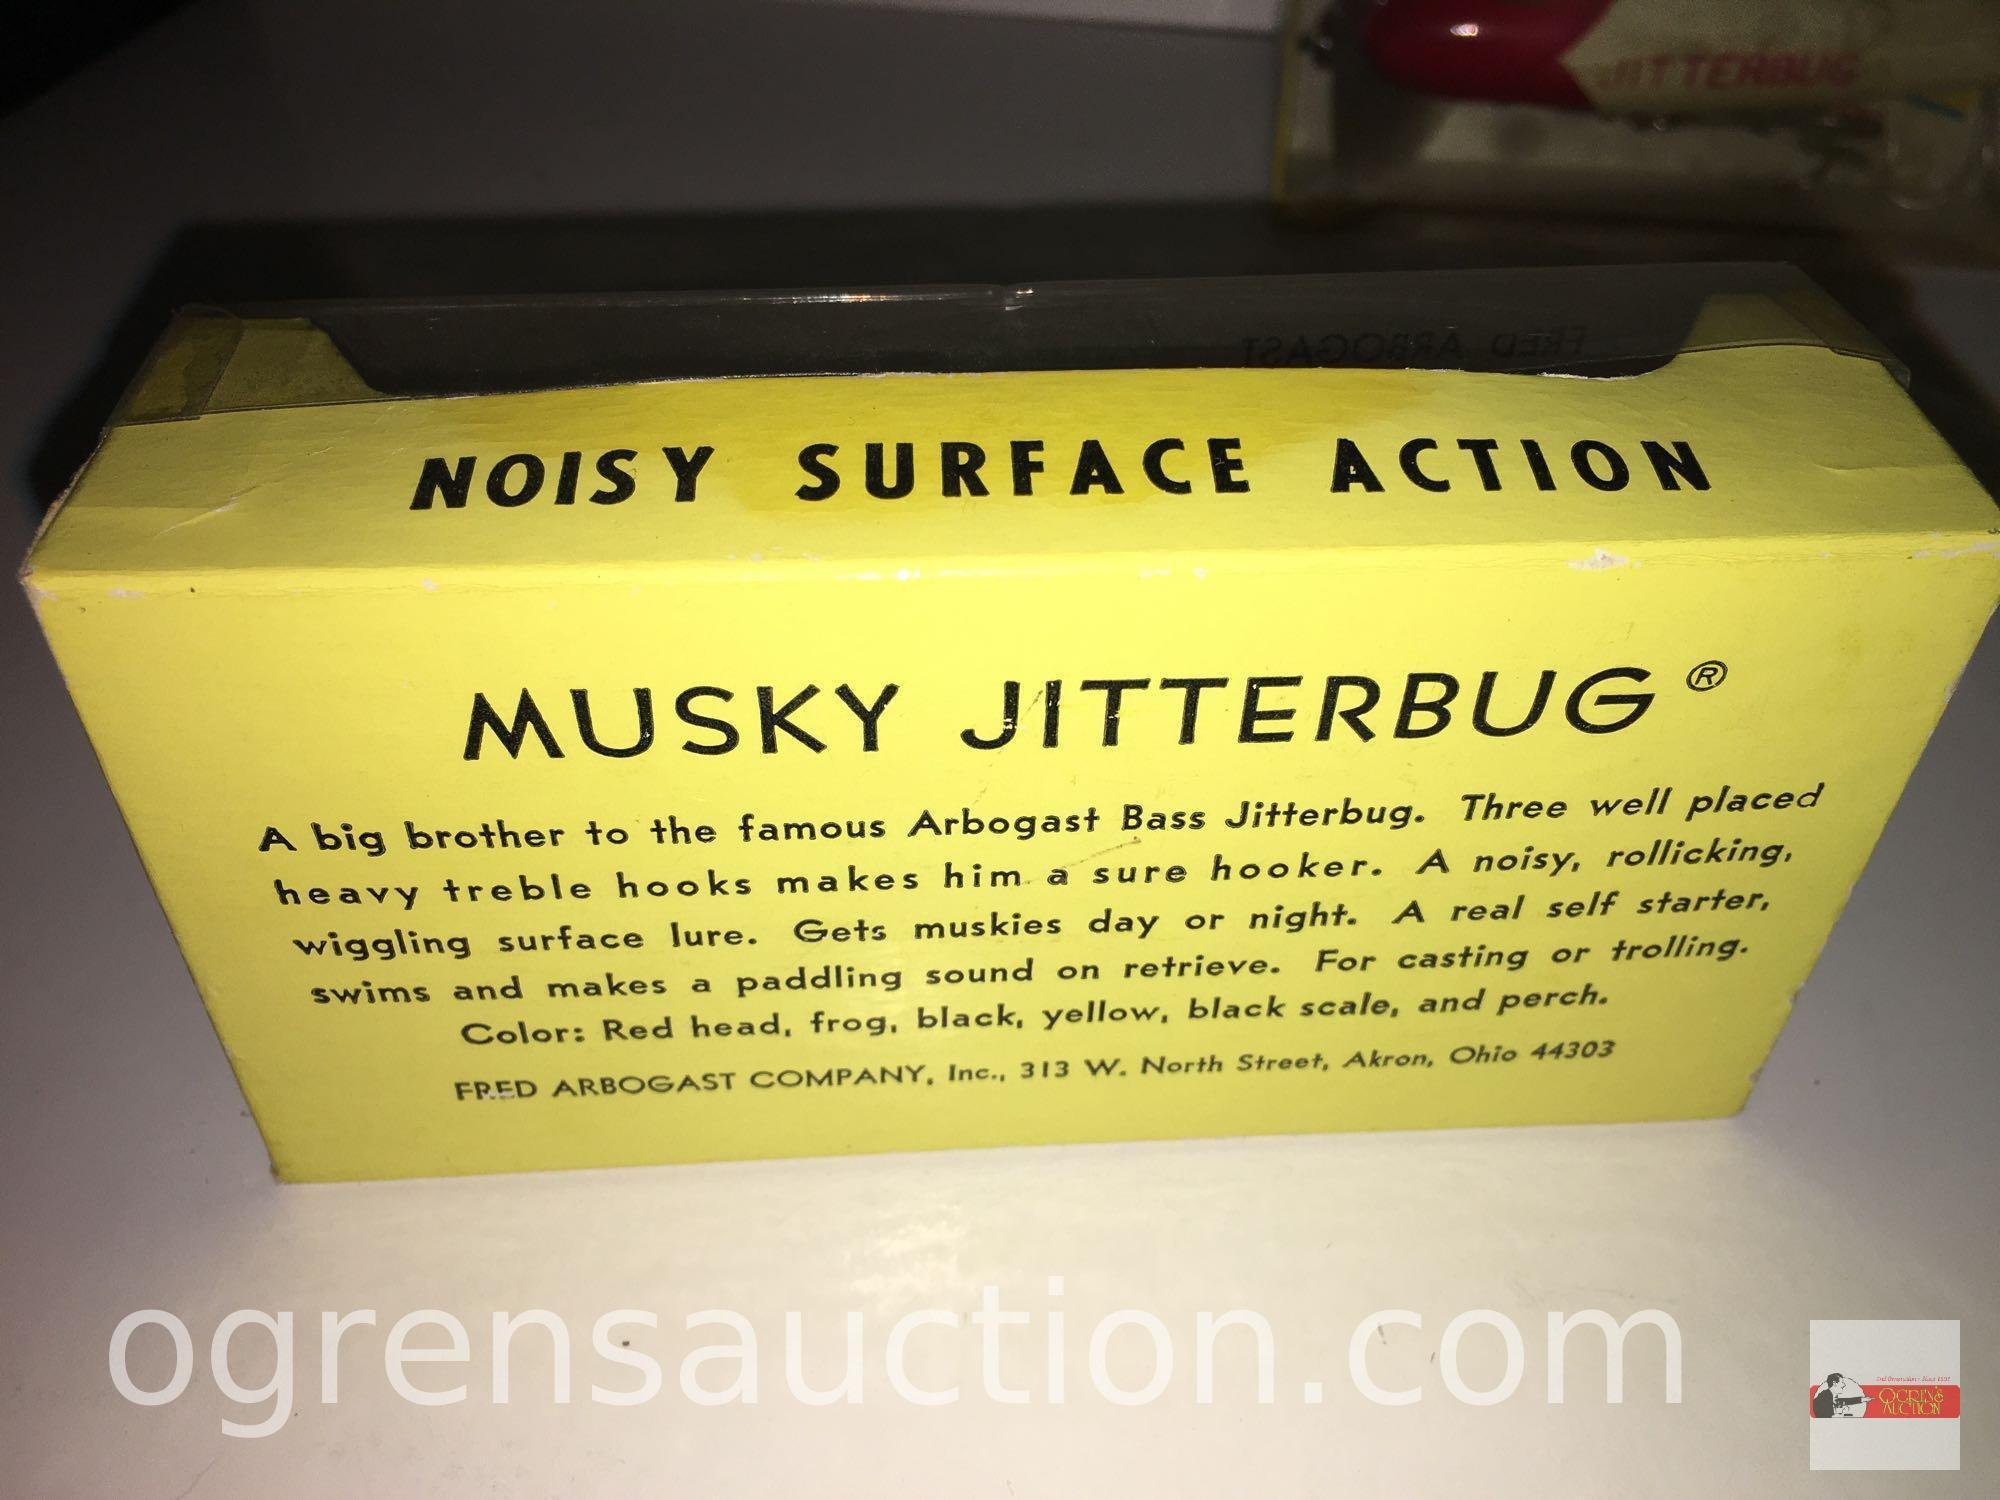 JITTERBUG
FRED ARBOGAST
NOISY SURFACE ACTION
MUSKY JITTERBUG®
A big brother to the famous Arbogast Bass Jitterbug. Three well placed
heavy treble hooks makes him a sure hooker. A noisy, rollicking,
wiggling surface lure. Gets muskies day or night. A real self starter,
swims and makes a paddling sound on retrieve. For casting or trolling.
Color: Red head, frog, black, yellow, black scale, and perch.
FRED ARBOGAST COMPANY, Inc., 313 W. North Street, Akron, Ohio 44303
ogrensauction.com
OGREN'S
AUCTION